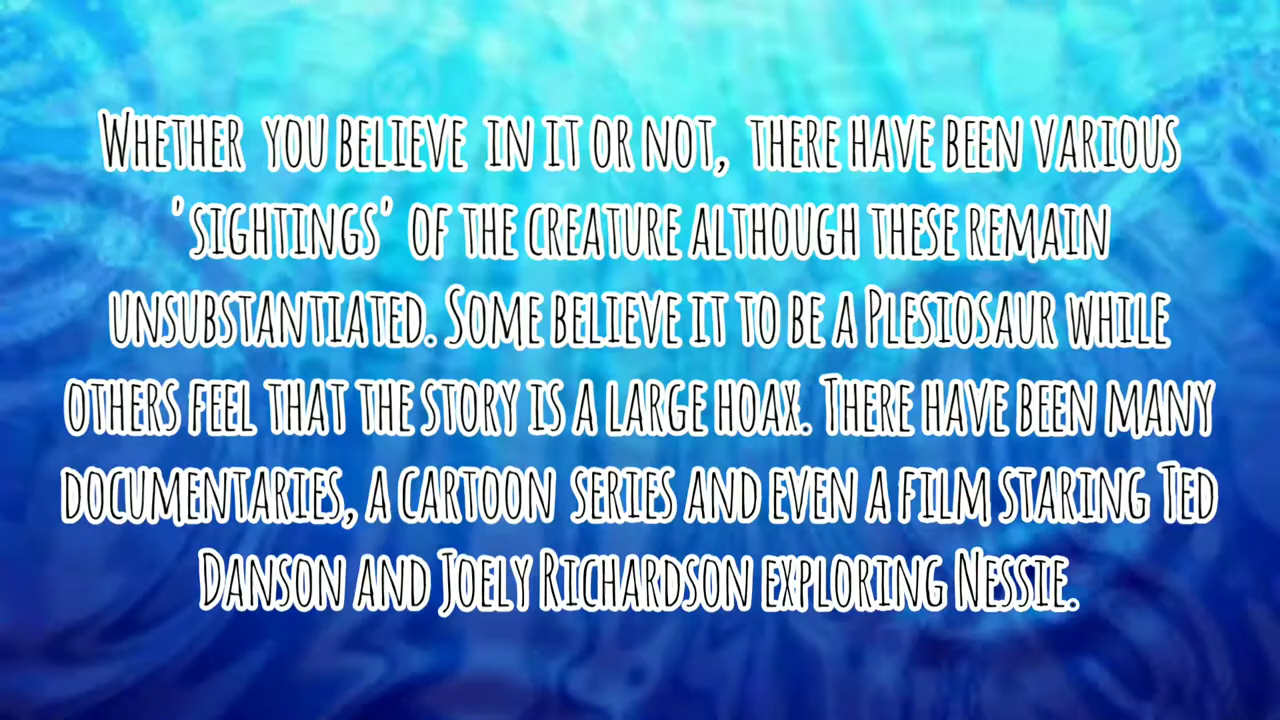 Whether you believe in it or not, there have been various
'sightings' of the creature although these remain
unsubstantiated. Some believe it to be a Plesiosaur while
others feel that the story is a large hoax. There have been many
documentaries, a cartoon series and even a film staring Ted
Danson and Joely Richardson exploring Nessie.